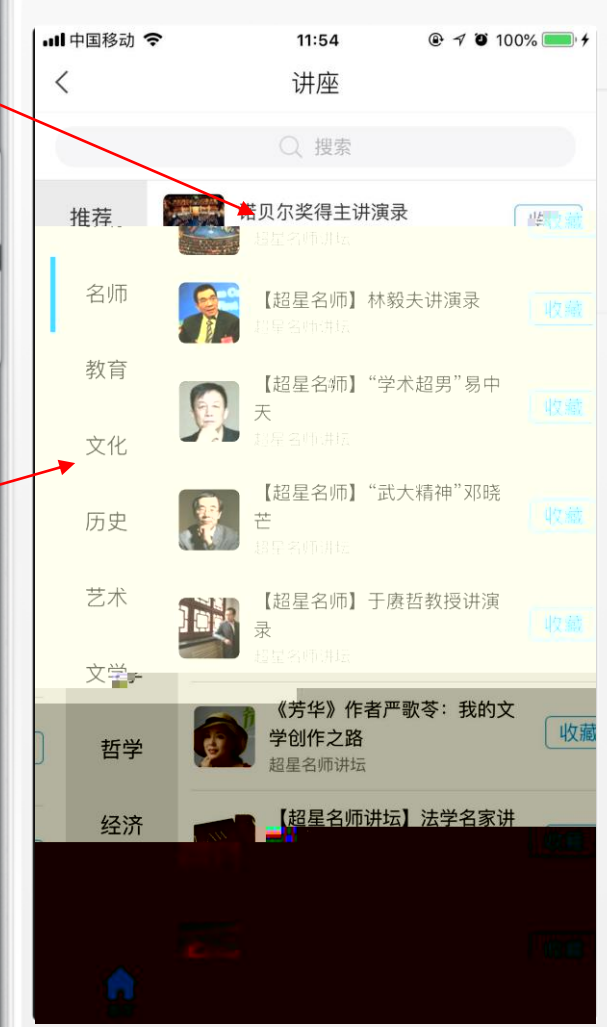 中国移动
11:54
100%
讲座
搜索
推荐
诺贝尔奖得主讲演录
收藏
超星名师讲坛
名师
【超星名师】林毅夫讲演录
收藏
超星名师讲坛
教育
【超星名师】“学术超男”易中
天
收藏
超星名师讲坛
文化
【超星名师】“武大精神”邓晓
芒
收藏
超星名师讲坛
历史
艺术
【超星名师】于赓哲教授讲演
录
收藏
超星名师讲坛
文学
《芳华》作者严歌苓：我的文
学创作之路
收藏
超星名师讲坛
哲学
经济
【超星名师讲坛】法学名家讲
收藏
收藏